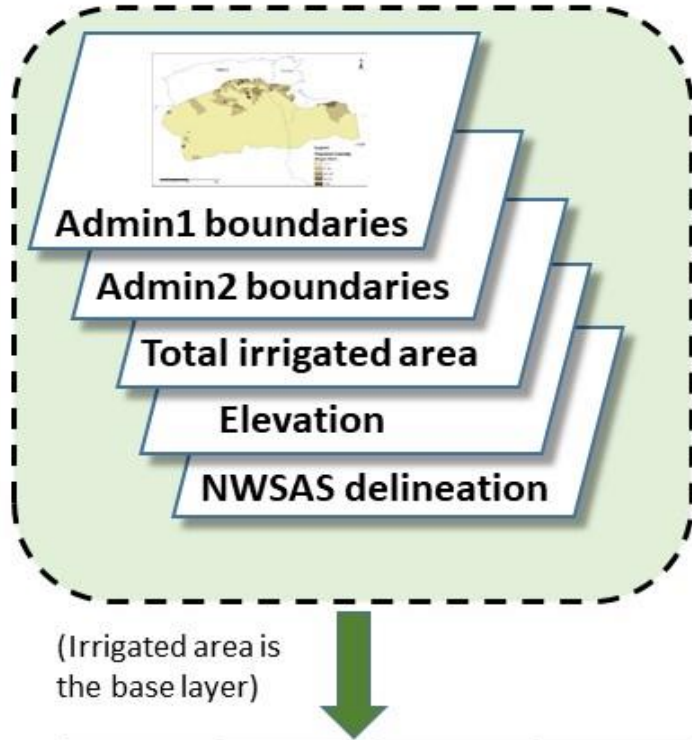 Admin1 boundaries
Admin2 boundaries
Total irrigated area
Elevation
NWSAS delineation
(Irrigated area is
the base layer)